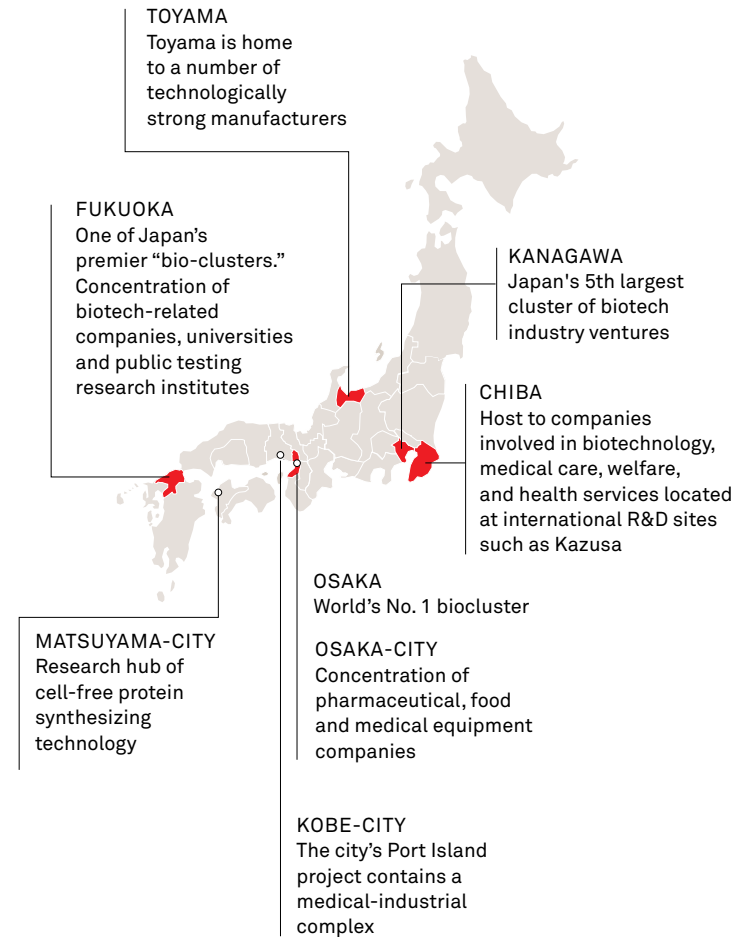 TOYAMA
Toyama is home
to a number of
technologically
strong manufacturers
FUKUOKA
One of Japan’s
premier “bio-clusters.”
Concentration of
biotech-related
companies, universities
and public testing
research institutes
KANAGAWA
Japan's 5th largest
cluster of biotech
industry ventures
CHIBA
Host to companies
involved in biotechnology,
medical care, welfare,
and health services located
at international R&D sites
such as Kazusa
OSAKA
World’s No. 1 biocluster
OSAKA-CITY
Concentration of
pharmaceutical, food
and medical equipment
companies
MATSUYAMA-CITY
Research hub of
cell-free protein
synthesizing
technology
KOBE-CITY
The city’s Port Island
project contains a
medical-industrial
complex